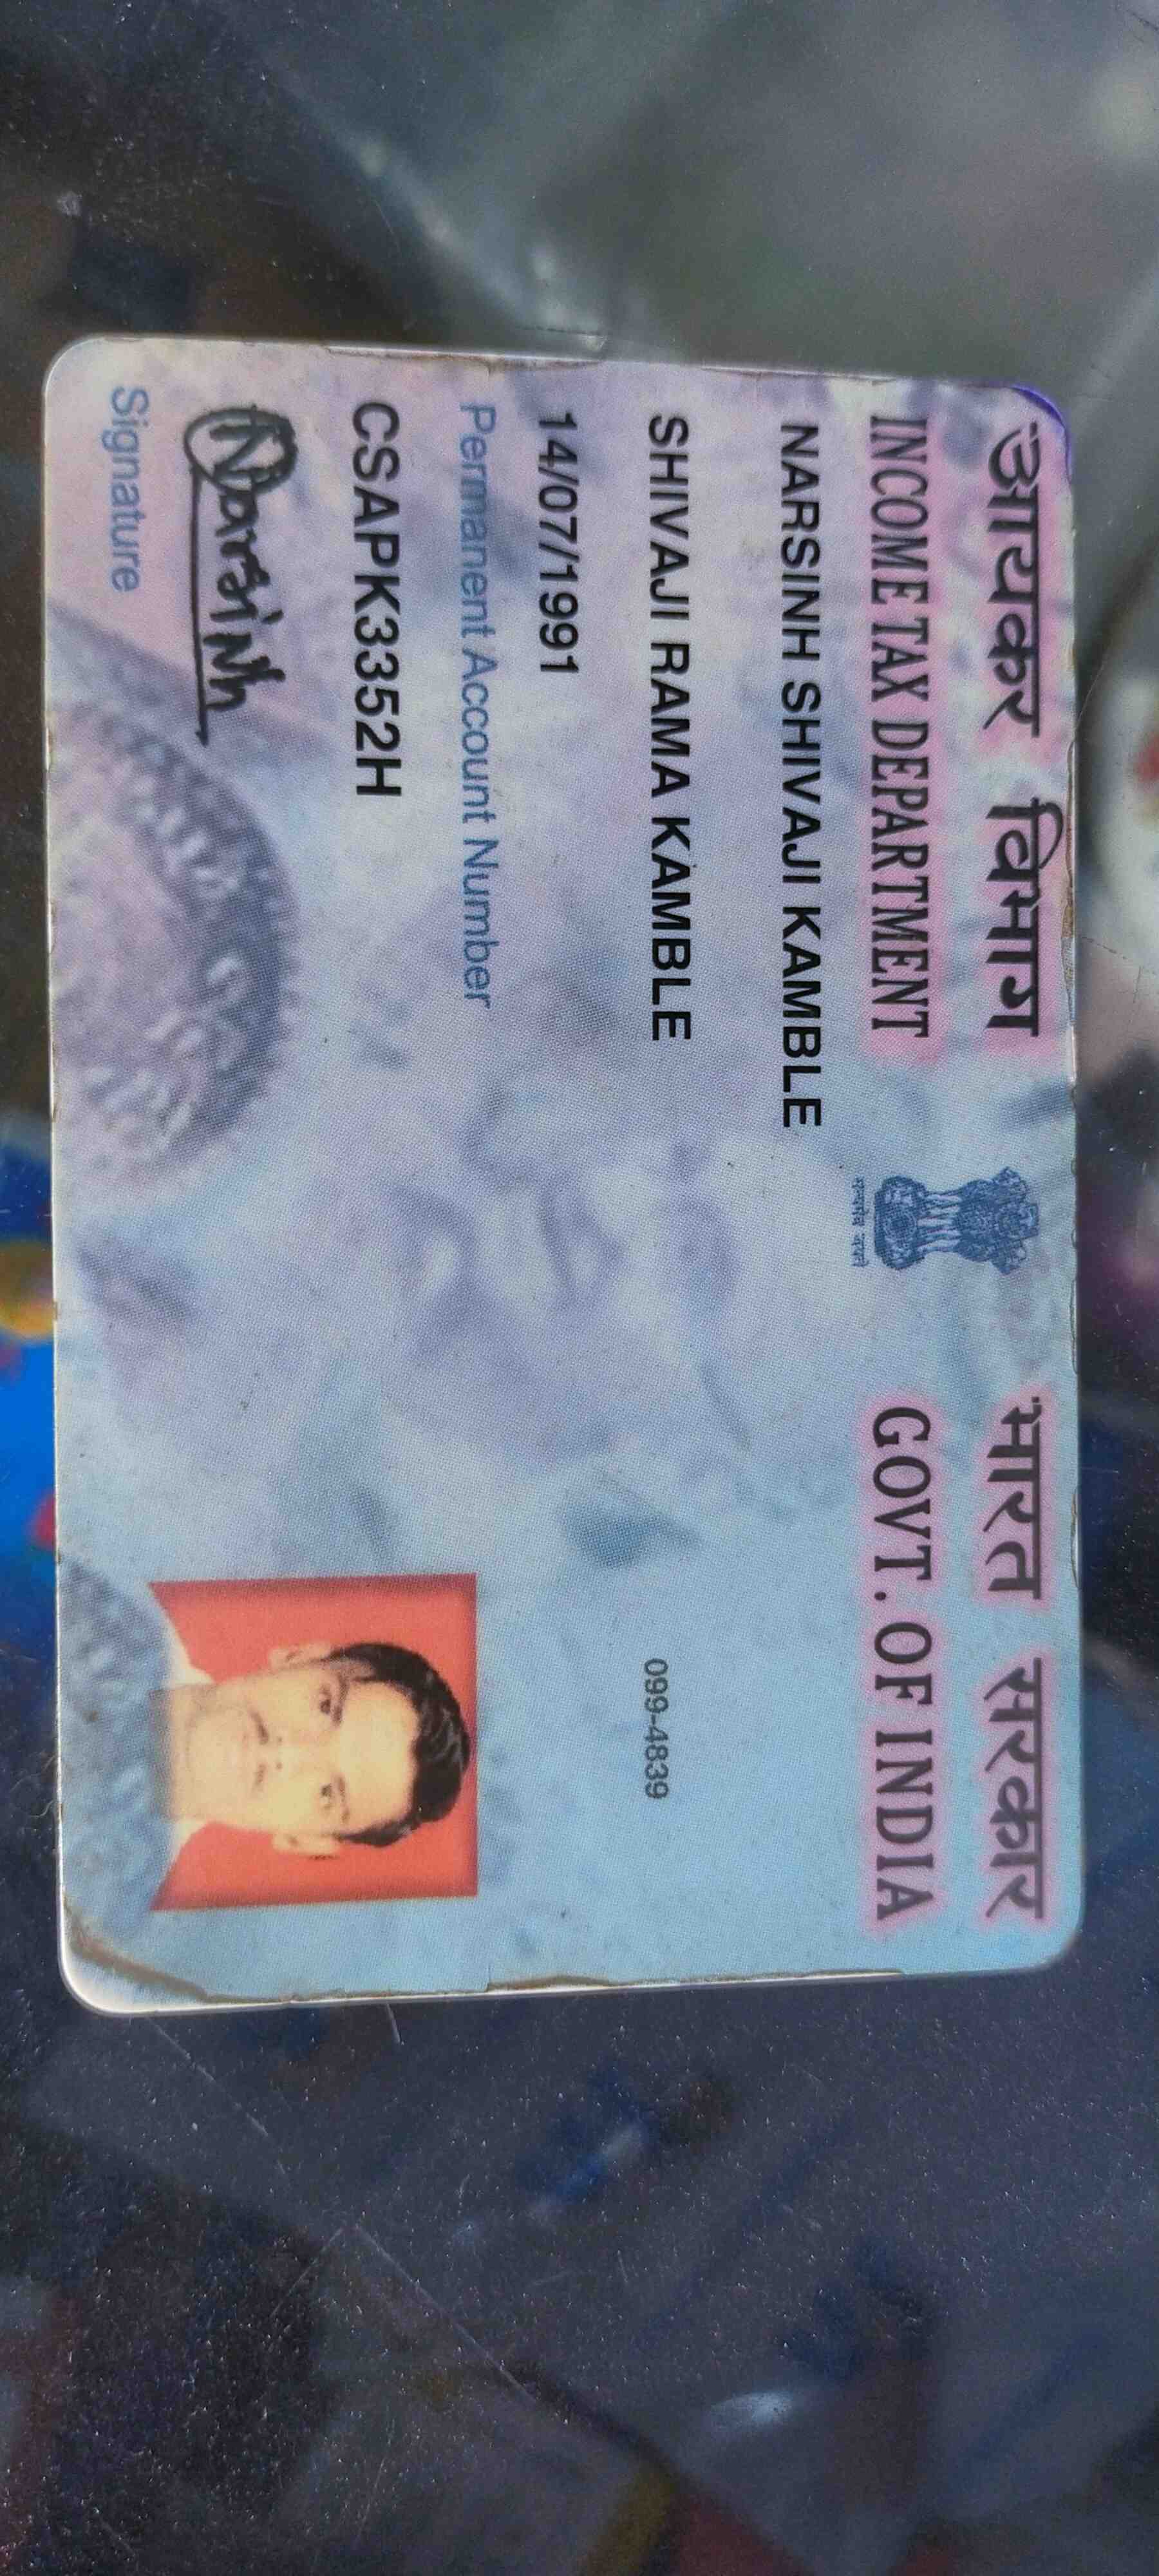 आयकर विभाग भारत सरकार
INCOME TAX DEPARTMENT GOVT. OF INDIA
सत्यमेव जयते
NARSINH SHIVAJI KAMBLE
SHIVAJI RAMA KAMBLE
099-4839
14/07/1991
Permanent Account Number
CSAPK3352H
Narsinh
Signature